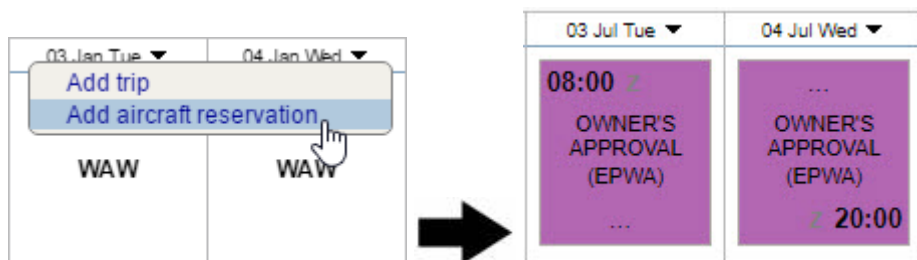 03 Jan Tue
04 Jan Wed
Add trip
Add aircraft reservation
WAW
WAW
03 Jul Tue
04 Jul Wed
08:00 Z
OWNER'S
APPROVAL
(EPWA)
...
...
OWNER'S
APPROVAL
(EPWA)
Z 20:00